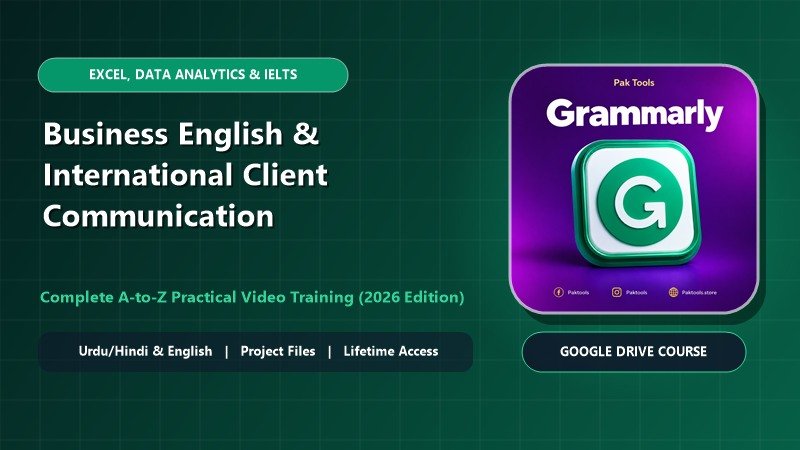 EXCEL, DATA ANALYTICS & IELTS
Business English &
International Client
Communication
Complete A-to-Z Practical Video Training (2026 Edition)
Urdu/Hindi & English | Project Files | Lifetime Access
Pak Tools
Grammarly
G
Paktools
Paktools
Paktools.store
GOOGLE DRIVE COURSE